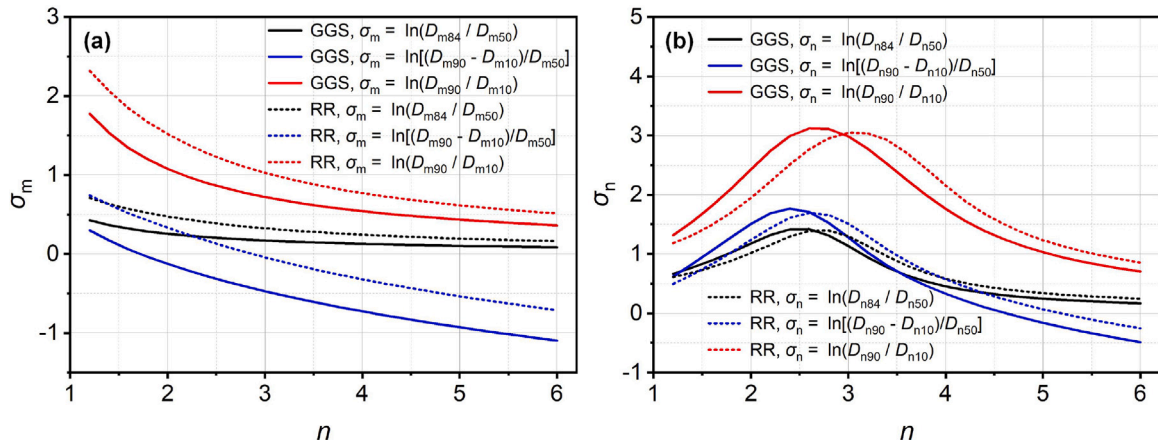 (a)
GGS, σm = ln(Dm84 / Dm50)
GGS, σm = ln[(Dm90 - Dm10)/Dm50]
GGS, σm = ln(Dm90 / Dm10)
RR, σm = ln(Dm84 / Dm50)
RR, σm = ln[(Dm90 - Dm10)/Dm50]
RR, σm = ln(Dm90 / Dm10)
3
2
1
0
-1
σm
1 2 3 4 5 6
n
(b)
GGS, σn = ln(Dn84 / Dn50)
GGS, σn = ln[(Dn90 - Dn10)/Dn50]
GGS, σn = ln(Dn90 / Dn10)
RR, σn = ln(Dn84 / Dn50)
RR, σn = ln[(Dn90 - Dn10)/Dn50]
RR, σn = ln(Dn90 / Dn10)
5
4
3
2
1
0
-1
σn
1 2 3 4 5 6
n